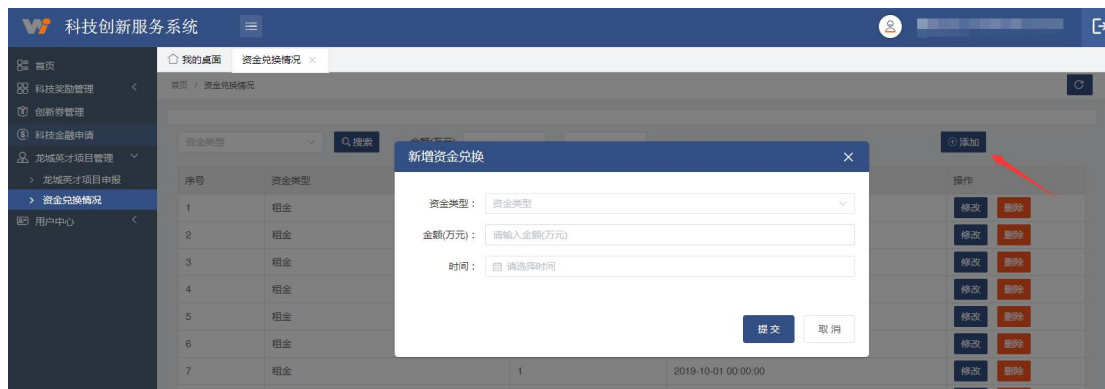 科技创新服务系统
首页
科技奖励管理
创新券管理
科技金融申请
龙城英才项目管理
龙城英才项目申报
资金兑换情况
用户中心
我的桌面 资金兑换情况
首页 / 资金兑换情况
资金类型 搜索 添加
序号 资金类型 操作
1 租金 修改 删除
2 租金 修改 删除
3 租金 修改 删除
4 租金 修改 删除
5 租金 修改 删除
6 租金 修改 删除
7 租金 1 2019-10-01 00:00:00 修改 删除
新增资金兑换
资金类型： 资金类型
金额(万元)： 请输入金额(万元)
时间： 请选择时间
提交 取消